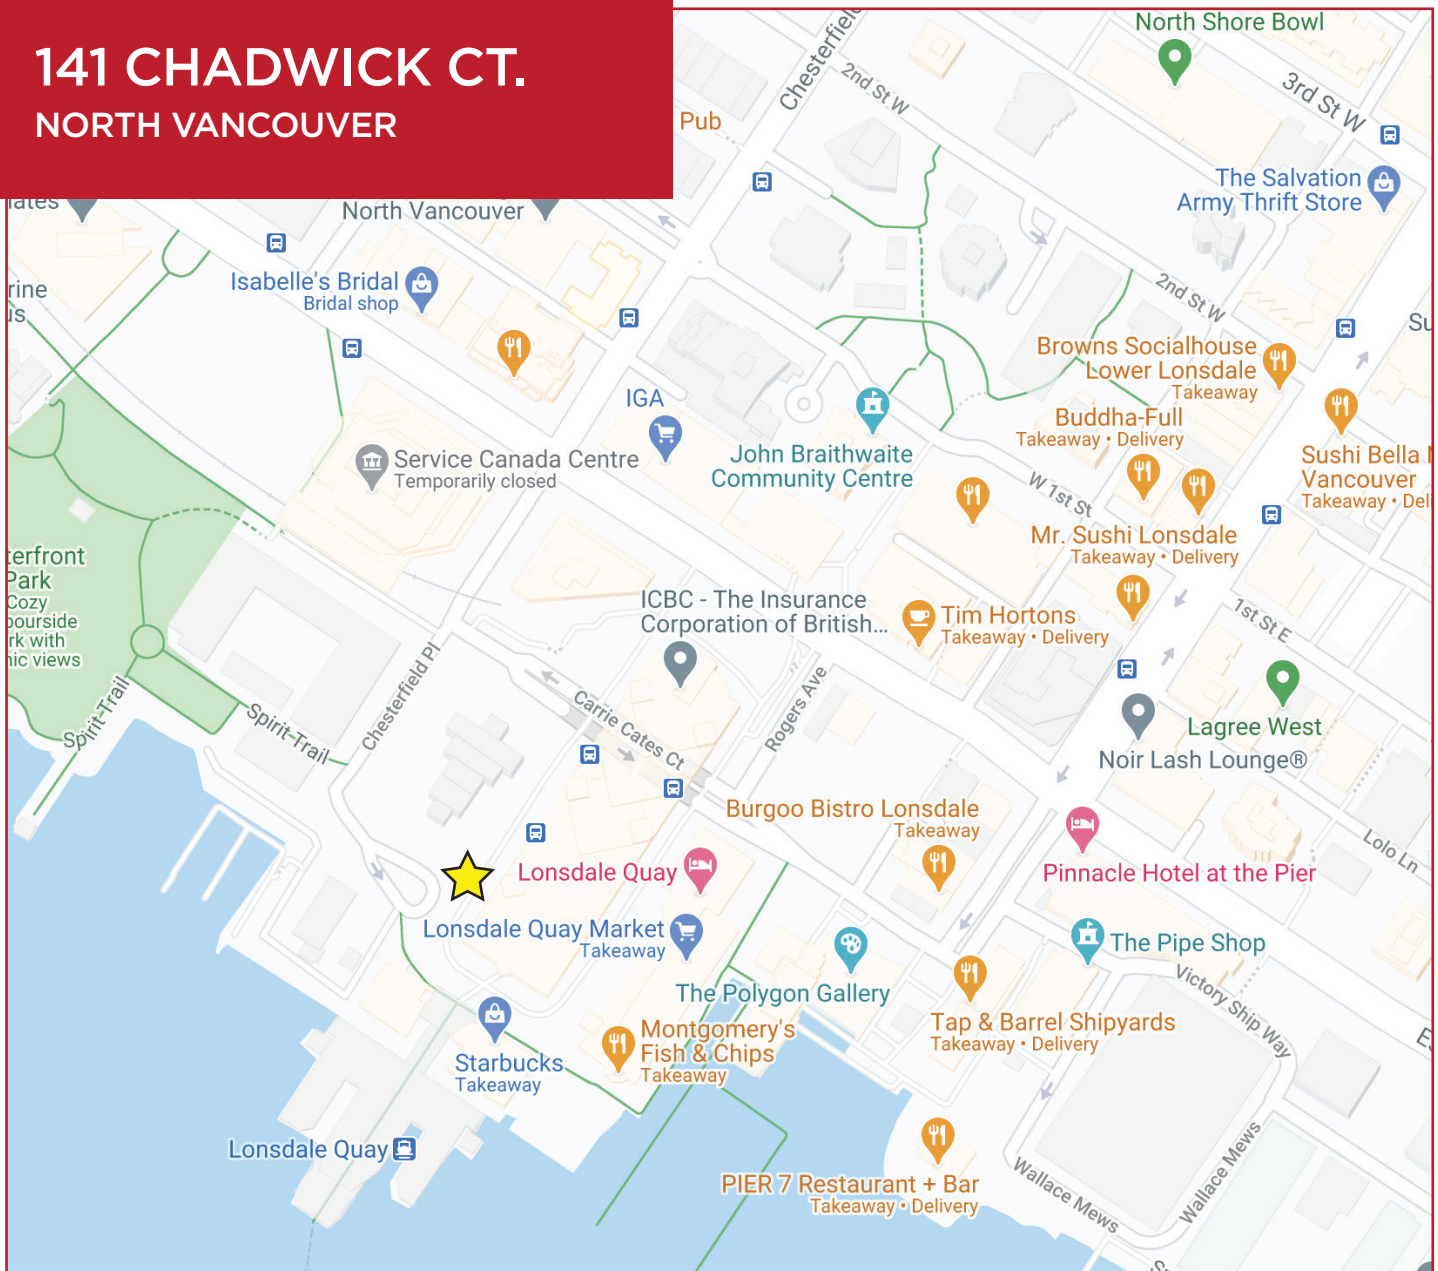 141 CHADWICK CT.
NORTH VANCOUVER
North Shore Bowl
Chesterfield
2nd St W
3rd St W
Pub
The Salvation
Army Thrift Store
North Vancouver
Isabelle's Bridal
Bridal shop
2nd St W
Browns Socialhouse
Lower Lonsdale
Takeaway
IGA
Buddha-Full
Takeaway • Delivery
John Braithwaite
Community Centre
Service Canada Centre
Temporarily closed
Sushi Bella
Vancouver
Takeaway •
W 1st St
Mr. Sushi Lonsdale
Takeaway • Delivery
terfront
Park
Cozy
bourside
rk with
nic views
ICBC - The Insurance
Corporation of British...
Tim Hortons
Takeaway • Delivery
1st St E
Chesterfield Pl
Spirit Trail
Spirit Trail
Carrie Cates Ct
Rogers Ave
Lagree West
Noir Lash Lounge®
Burgoo Bistro Lonsdale
Takeaway
Lolo Ln
Lonsdale Quay
Pinnacle Hotel at the Pier
Lonsdale Quay Market
Takeaway
The Pipe Shop
The Polygon Gallery
Victory Ship Way
Tap & Barrel Shipyards
Takeaway • Delivery
Montgomery's
Fish & Chips
Takeaway
Starbucks
Takeaway
Lonsdale Quay
PIER 7 Restaurant + Bar
Takeaway • Delivery
Wallace Mews
Wallace Mews